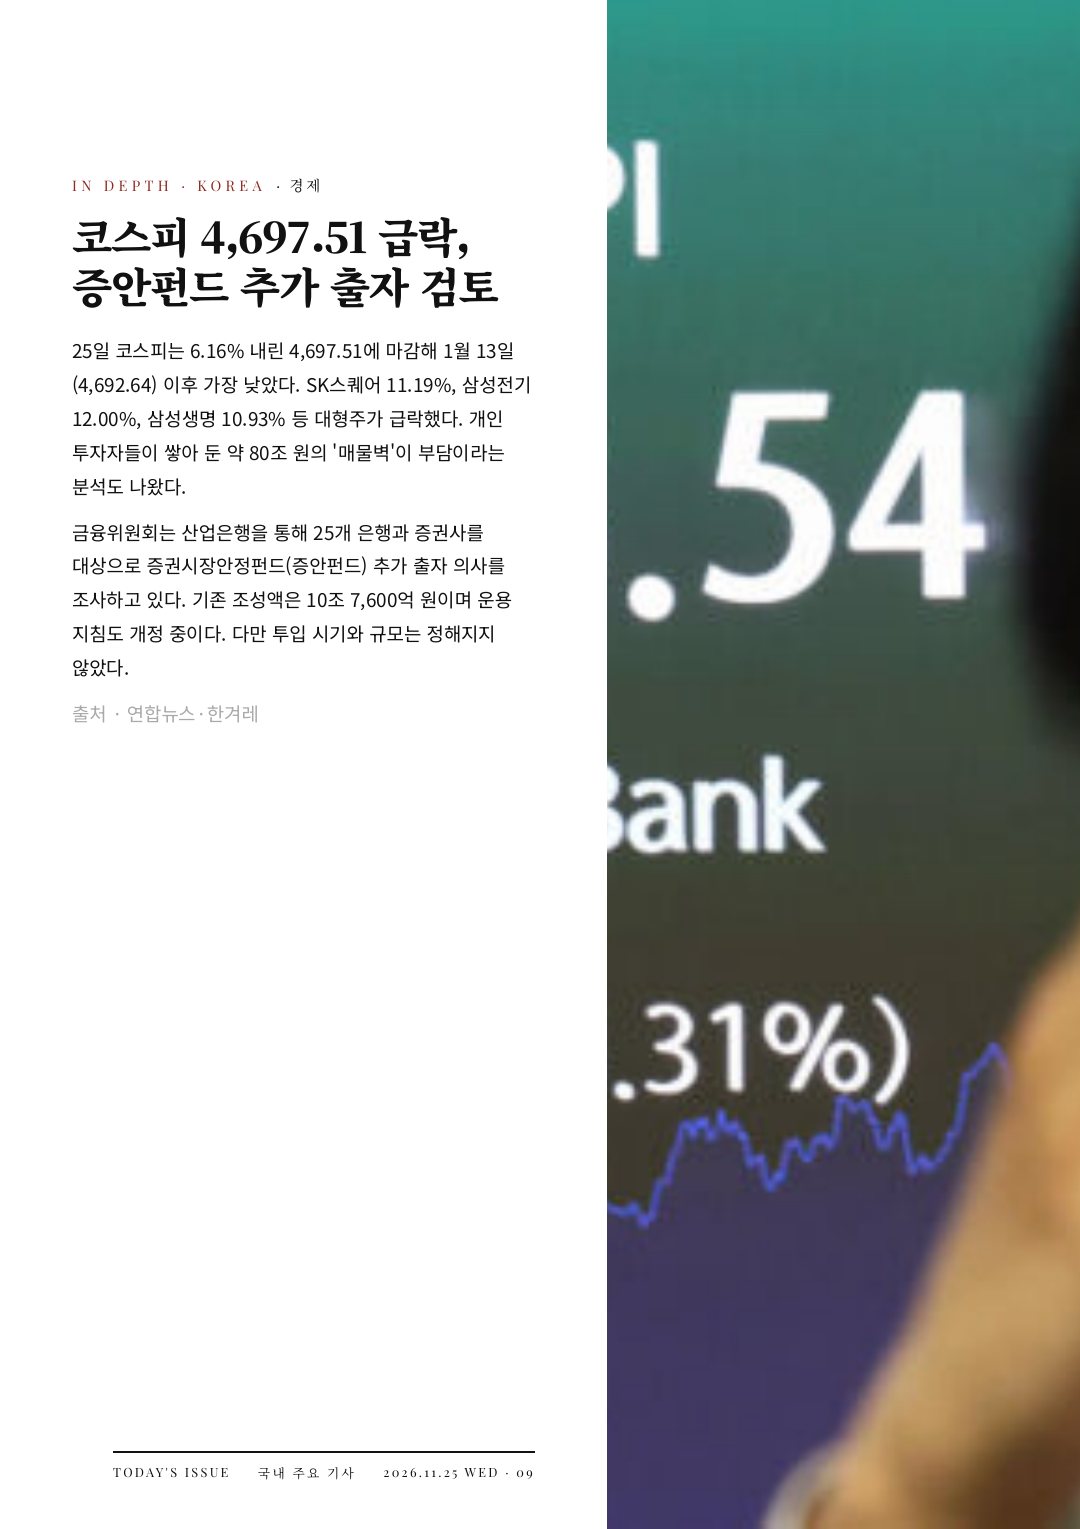 IN DEPTH · KOREA · 경제
코스피 4,697.51 급락,
증안펀드 추가 출자 검토
25일 코스피는 6.16% 내린 4,697.51에 마감해 1월 13일
(4,692.64) 이후 가장 낮았다. SK스퀘어 11.19%, 삼성전기
12.00%, 삼성생명 10.93% 등 대형주가 급락했다. 개인
투자자들이 쌓아 둔 약 80조 원의 '매물벽'이 부담이라는
분석도 나왔다.
금융위원회는 산업은행을 통해 25개 은행과 증권사를
대상으로 증권시장안정펀드(증안펀드) 추가 출자 의사를
조사하고 있다. 기존 조성액은 10조 7,600억 원이며 운용
지침도 개정 중이다. 다만 투입 시기와 규모는 정해지지
않았다.
출처 · 연합뉴스·한겨레
PI
.54
Bank
.31%)
TODAY'S ISSUE 국내 주요 기사 2026.11.25 WED · 09